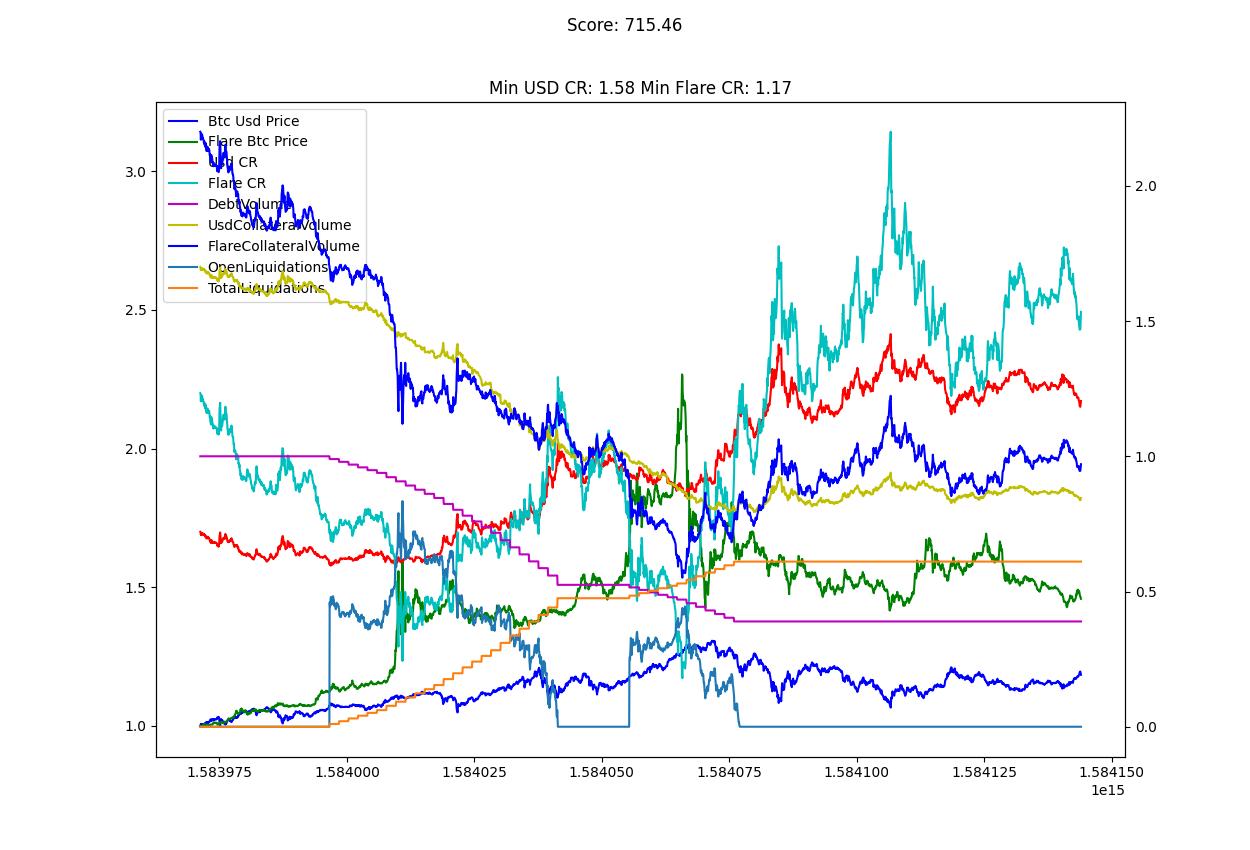 Score: 715.46
Min USD CR: 1.58 Min Flare CR: 1.17
Btc Usd Price
Flare Btc Price
Usd CR
Flare CR
DebtVolume
UsdCollateralVolume
FlareCollateralVolume
OpenLiquidations
TotalLiquidations
3.0
2.5
2.0
1.5
1.0
2.0
1.5
1.0
0.5
0.0
1.583975 1.584000 1.584025 1.584050 1.584075 1.584100 1.584125 1.584150
1e15